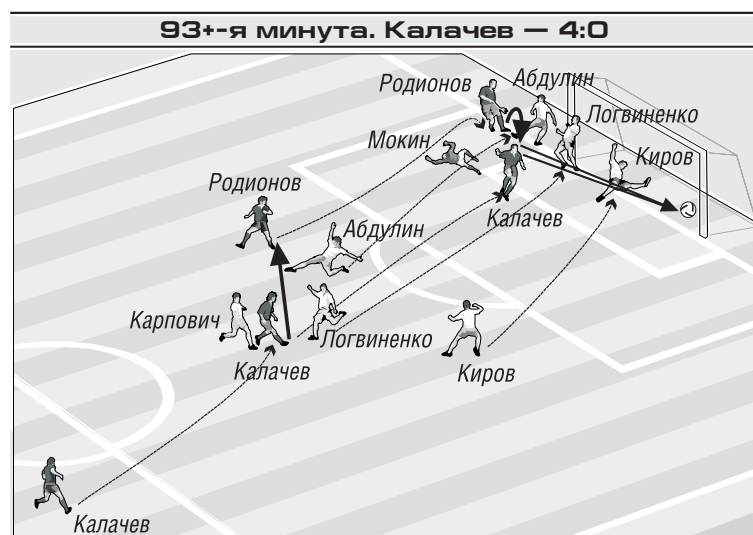 93+-я минута. Калачев — 4:0
Родионов
Абдулин
Логвиненко
Мокин
Киров
Родионов
Калачев
Абдулин
Карпович
Логвиненко
Калачев
Киров
Калачев